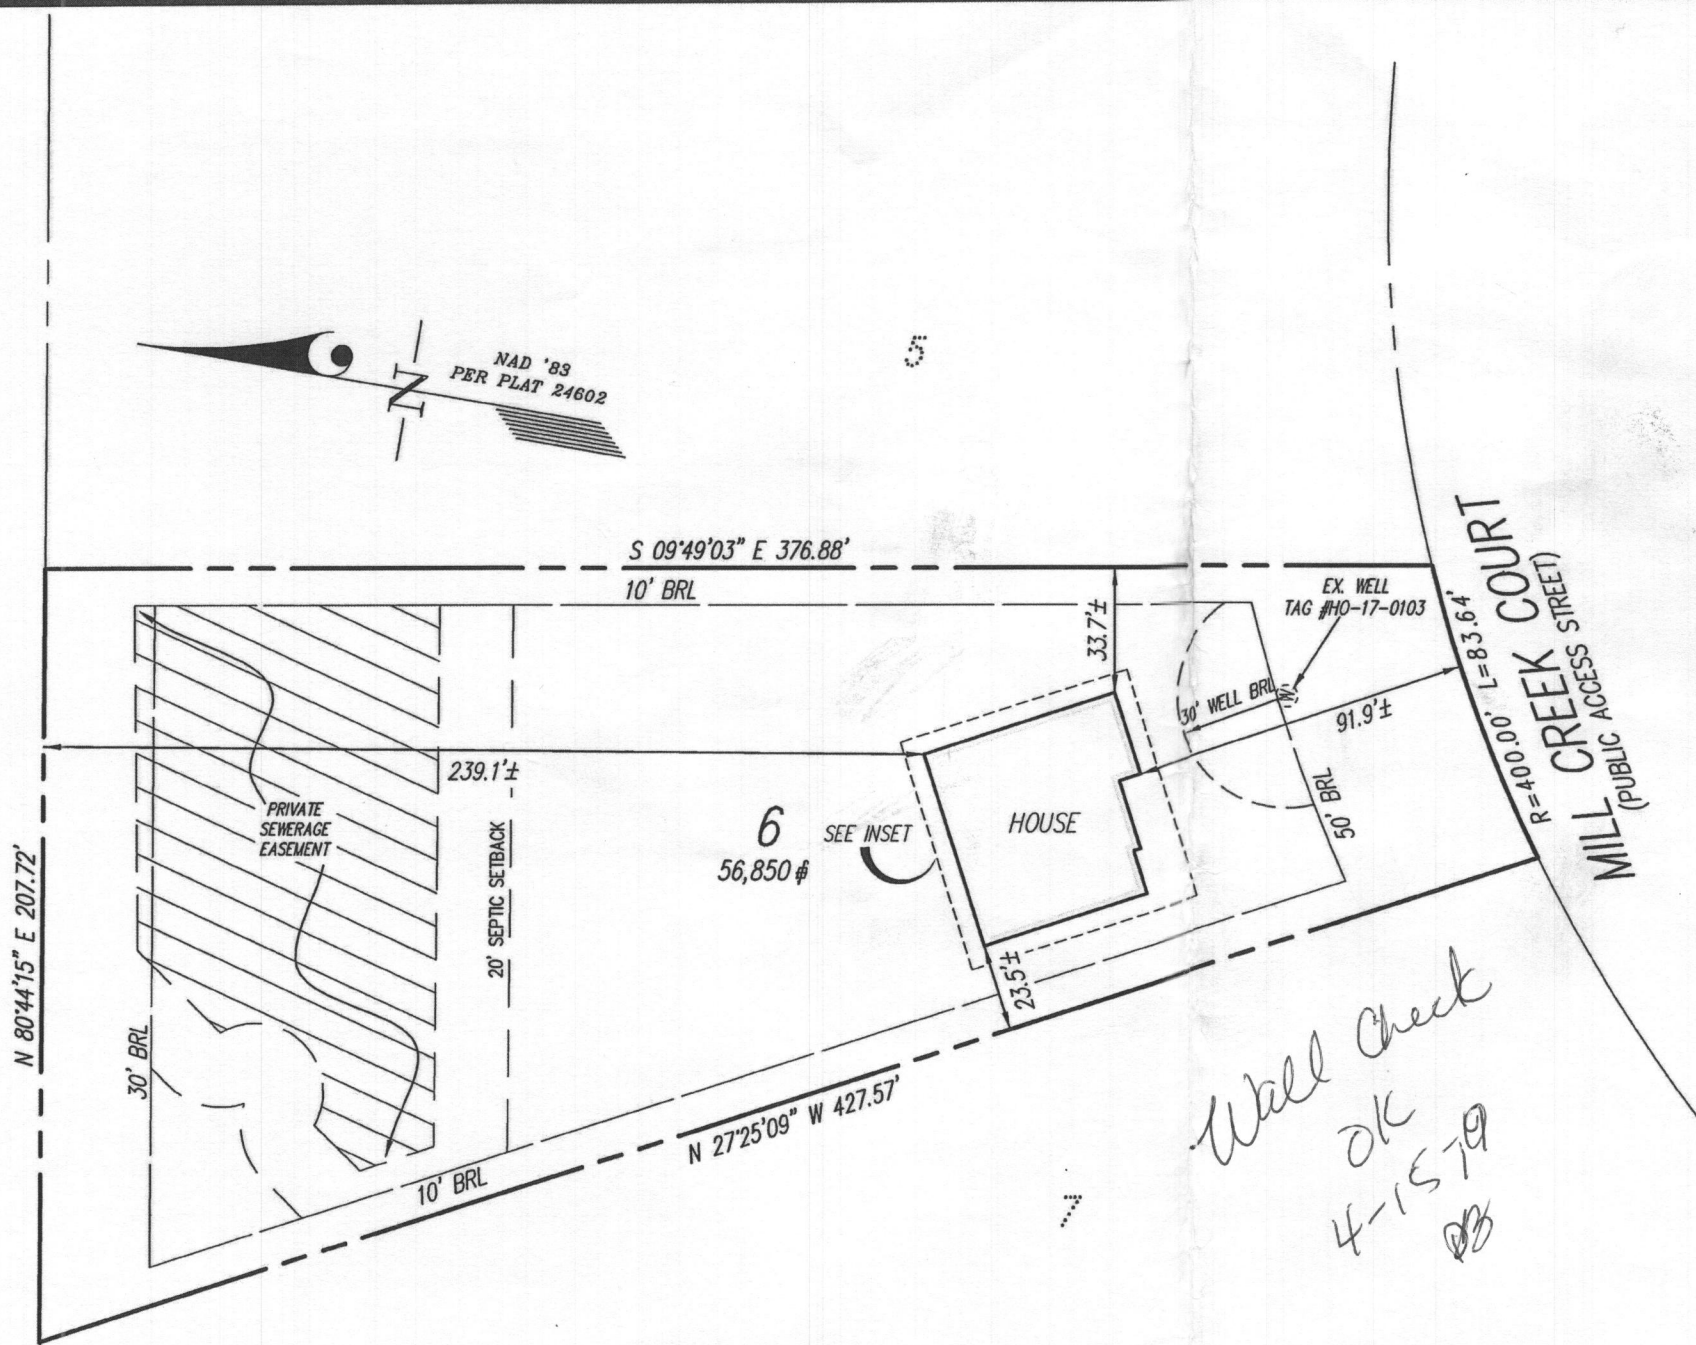 NAD '83
PER PLAT 24602
N
5
S 09°49'03" E 376.88'
10' BRL
EX. WELL
TAG #HO-17-0103
33.7'±
30' WELL BRL
W
91.9'±
R=400.00' L=83.64'
MILL CREEK COURT
(PUBLIC ACCESS STREET)
239.1'±
PRIVATE
SEWERAGE
EASEMENT
20' SEPTIC SETBACK
6
56,850
SEE INSET
HOUSE
50' BRL
N 80°44'15" E 207.72'
30' BRL
23.5'±
N 27°25'09" W 427.57'
10' BRL
7
Wall Check
OK
4-15-19